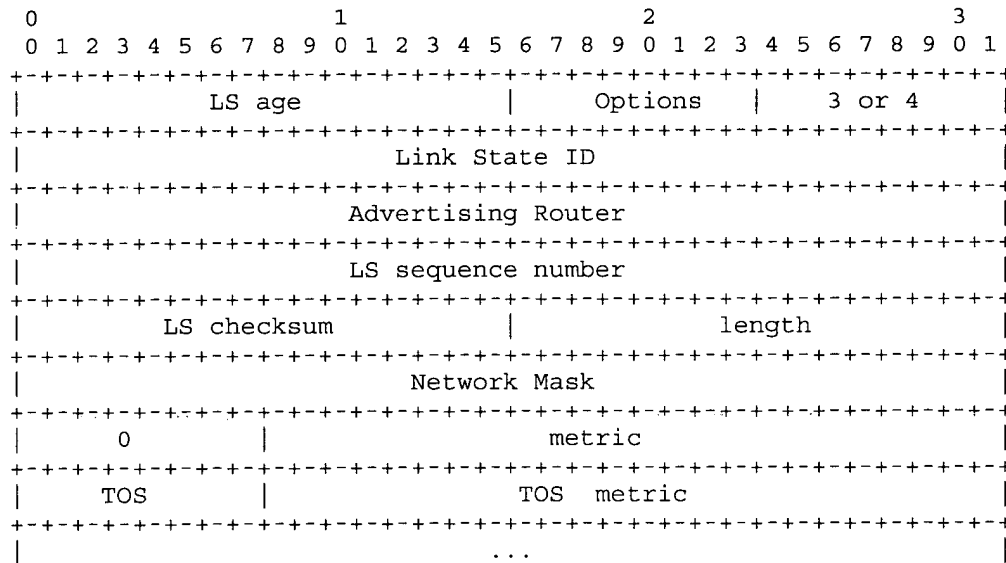 0                   1                   2                   3
0 1 2 3 4 5 6 7 8 9 0 1 2 3 4 5 6 7 8 9 0 1 2 3 4 5 6 7 8 9 0 1
+-+-+-+-+-+-+-+-+-+-+-+-+-+-+-+-+-+-+-+-+-+-+-+-+-+-+-+-+-+-+-+-+
| LS age | Options | 3 or 4 |
+-+-+-+-+-+-+-+-+-+-+-+-+-+-+-+-+-+-+-+-+-+-+-+-+-+-+-+-+-+-+-+-+
| Link State ID |
+-+-+-+-+-+-+-+-+-+-+-+-+-+-+-+-+-+-+-+-+-+-+-+-+-+-+-+-+-+-+-+-+
| Advertising Router |
+-+-+-+-+-+-+-+-+-+-+-+-+-+-+-+-+-+-+-+-+-+-+-+-+-+-+-+-+-+-+-+-+
| LS sequence number |
+-+-+-+-+-+-+-+-+-+-+-+-+-+-+-+-+-+-+-+-+-+-+-+-+-+-+-+-+-+-+-+-+
| LS checksum | length |
+-+-+-+-+-+-+-+-+-+-+-+-+-+-+-+-+-+-+-+-+-+-+-+-+-+-+-+-+-+-+-+-+
| Network Mask |
+-+-+-+-+-+-+-+-+-+-+-+-+-+-+-+-+-+-+-+-+-+-+-+-+-+-+-+-+-+-+-+-+
| 0 | metric |
+-+-+-+-+-+-+-+-+-+-+-+-+-+-+-+-+-+-+-+-+-+-+-+-+-+-+-+-+-+-+-+-+
| TOS | TOS metric |
+-+-+-+-+-+-+-+-+-+-+-+-+-+-+-+-+-+-+-+-+-+-+-+-+-+-+-+-+-+-+-+-+
| ... |